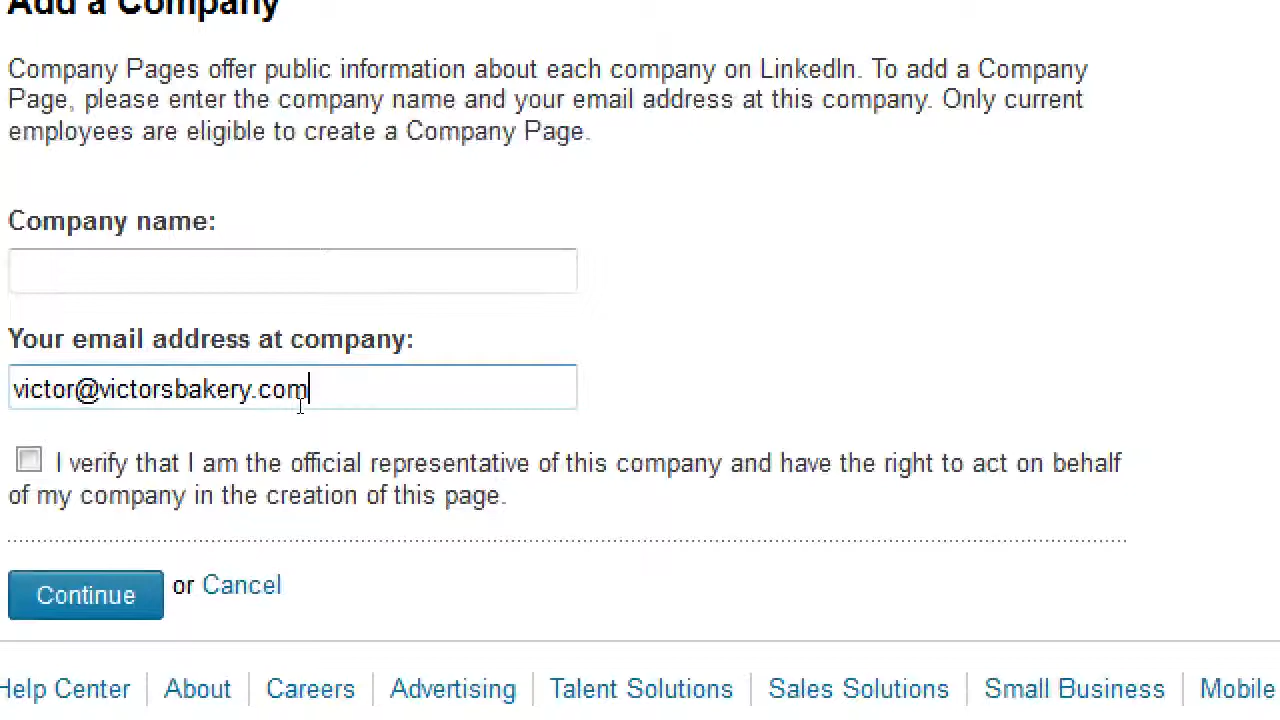 Add a Company
Company Pages offer public information about each company on LinkedIn. To add a Company
Page, please enter the company name and your email address at this company. Only current
employees are eligible to create a Company Page.
Company name:
Your email address at company:
victor@victorsbakery.com
I verify that I am the official representative of this company and have the right to act on behalf
of my company in the creation of this page.
Continue or Cancel
Help Center About Careers Advertising Talent Solutions Sales Solutions Small Business Mobile